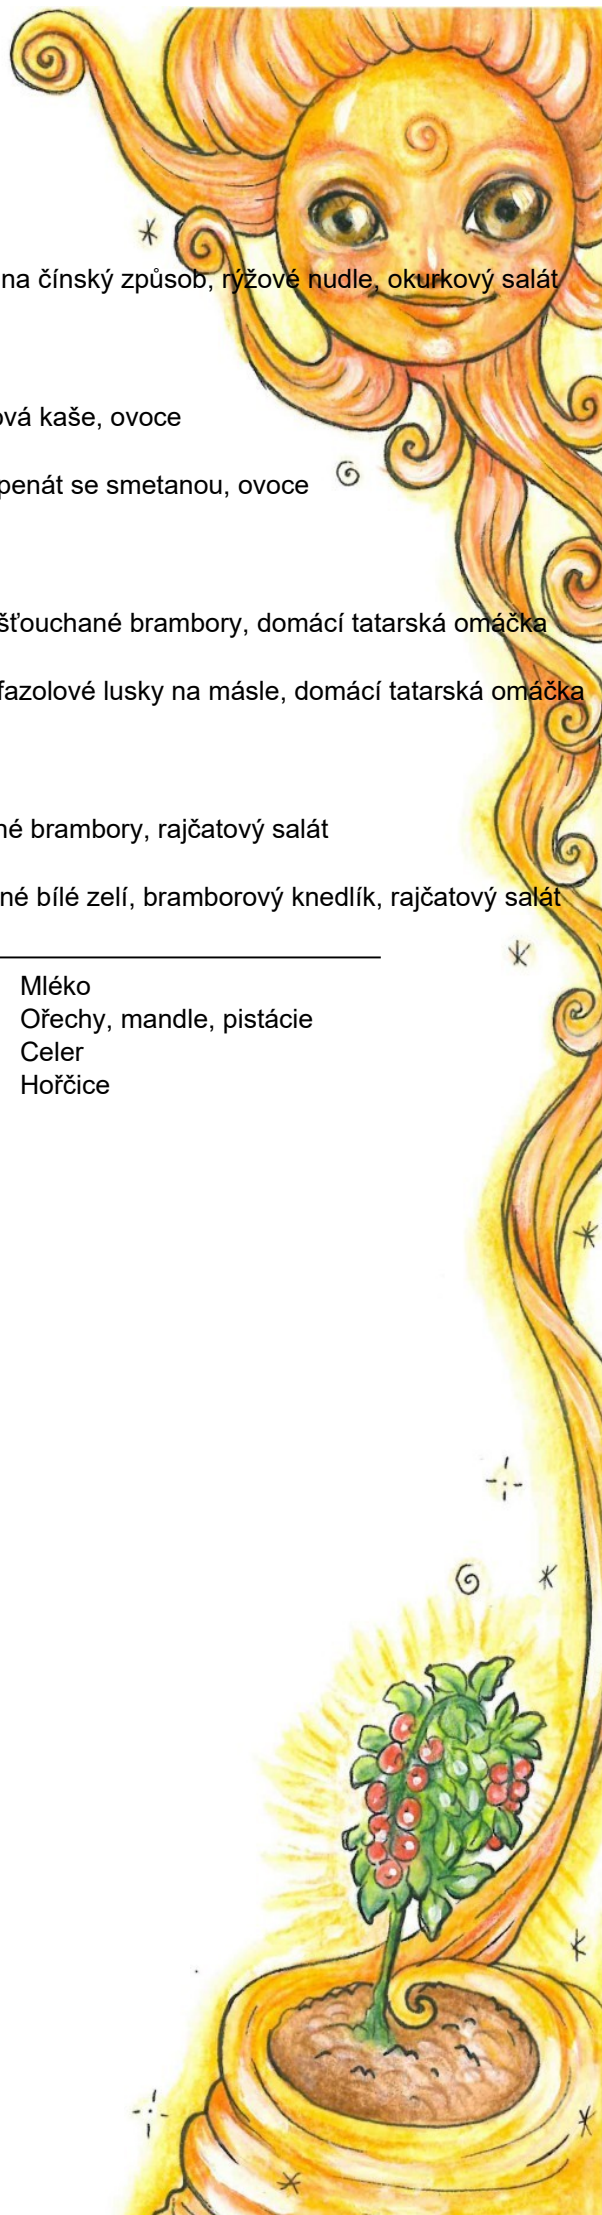 na čínský způsob, rýžové nudle, okurkový salát
ová kaše, ovoce
penát se smetanou, ovoce
šťouchané brambory, domácí tatarská omáčka
fazolové lusky na másle, domácí tatarská omáčka
né brambory, rajčatový salát
né bílé zelí, bramborový knedlík, rajčatový salát
Mléko
Ořechy, mandle, pistácie
Celer
Hořčice